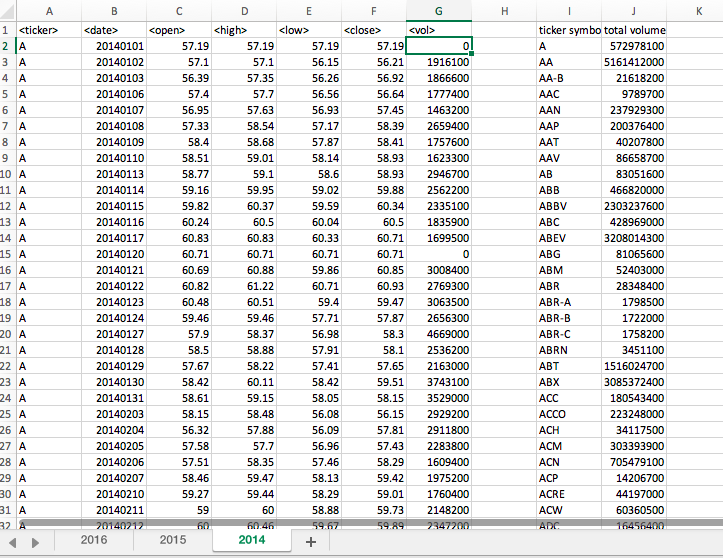 A B C D E F G H I J K
1 <ticker> <date> <open> <high> <low> <close> <vol> ticker symbo total volume
2 A 20140101 57.19 57.19 57.19 57.19 0 A 572978100
3 A 20140102 57.1 57.1 56.15 56.21 1916100 AA 5161412000
4 A 20140103 56.39 57.35 56.26 56.92 1866600 AA-B 21618200
5 A 20140106 57.4 57.7 56.56 56.64 1777400 AAC 9789700
6 A 20140107 56.95 57.63 56.93 57.45 1463200 AAN 237929300
7 A 20140108 57.33 58.54 57.17 58.39 2659400 AAP 200376400
8 A 20140109 58.4 58.68 57.87 58.41 1757600 AAT 40207800
9 A 20140110 58.51 59.01 58.14 58.93 1623300 AAV 86658700
10 A 20140113 58.77 59.1 58.6 58.93 2946700 AB 83051600
11 A 20140114 59.16 59.95 59.02 59.88 2562200 ABB 466820000
12 A 20140115 59.82 60.37 59.59 60.34 2335100 ABBV 2303237600
13 A 20140116 60.24 60.5 60.04 60.5 1835900 ABC 428969000
14 A 20140117 60.83 60.83 60.33 60.71 1699500 ABEV 3208014300
15 A 20140120 60.71 60.71 60.71 60.71 0 ABG 81065600
16 A 20140121 60.69 60.88 59.86 60.85 3008400 ABM 52403000
17 A 20140122 60.82 61.22 60.71 60.93 2769300 ABR 28348400
18 A 20140123 60.48 60.51 59.4 59.47 3063500 ABR-A 1798500
19 A 20140124 59.46 59.46 57.71 57.87 2656300 ABR-B 1722000
20 A 20140127 57.9 58.37 56.98 58.3 4669000 ABR-C 1758200
21 A 20140128 58.5 58.88 57.91 58.1 2536200 ABRN 3451100
22 A 20140129 57.67 58.22 57.41 57.65 2163000 ABT 1516024700
23 A 20140130 58.42 60.11 58.42 59.51 3743100 ABX 3085372400
24 A 20140131 58.61 59.15 58.05 58.15 3529000 ACC 180543400
25 A 20140203 58.15 58.48 56.08 56.15 2929200 ACCO 223248000
26 A 20140204 56.32 57.88 56.09 57.81 2911800 ACH 34117500
27 A 20140205 57.58 57.7 56.96 57.43 2283800 ACM 303393900
28 A 20140206 57.51 58.35 57.46 58.29 1609400 ACN 705479100
29 A 20140207 58.46 59.47 58.13 59.42 1975200 ACP 14206700
30 A 20140210 59.27 59.44 58.29 59.01 1760400 ACRE 44197000
31 A 20140211 59 60 58.88 59.73 2148200 ACW 60360500
32 A 20140212 60 60.46 59.67 59.89 2347200 ADC 16456400
2016 2015 2014 +